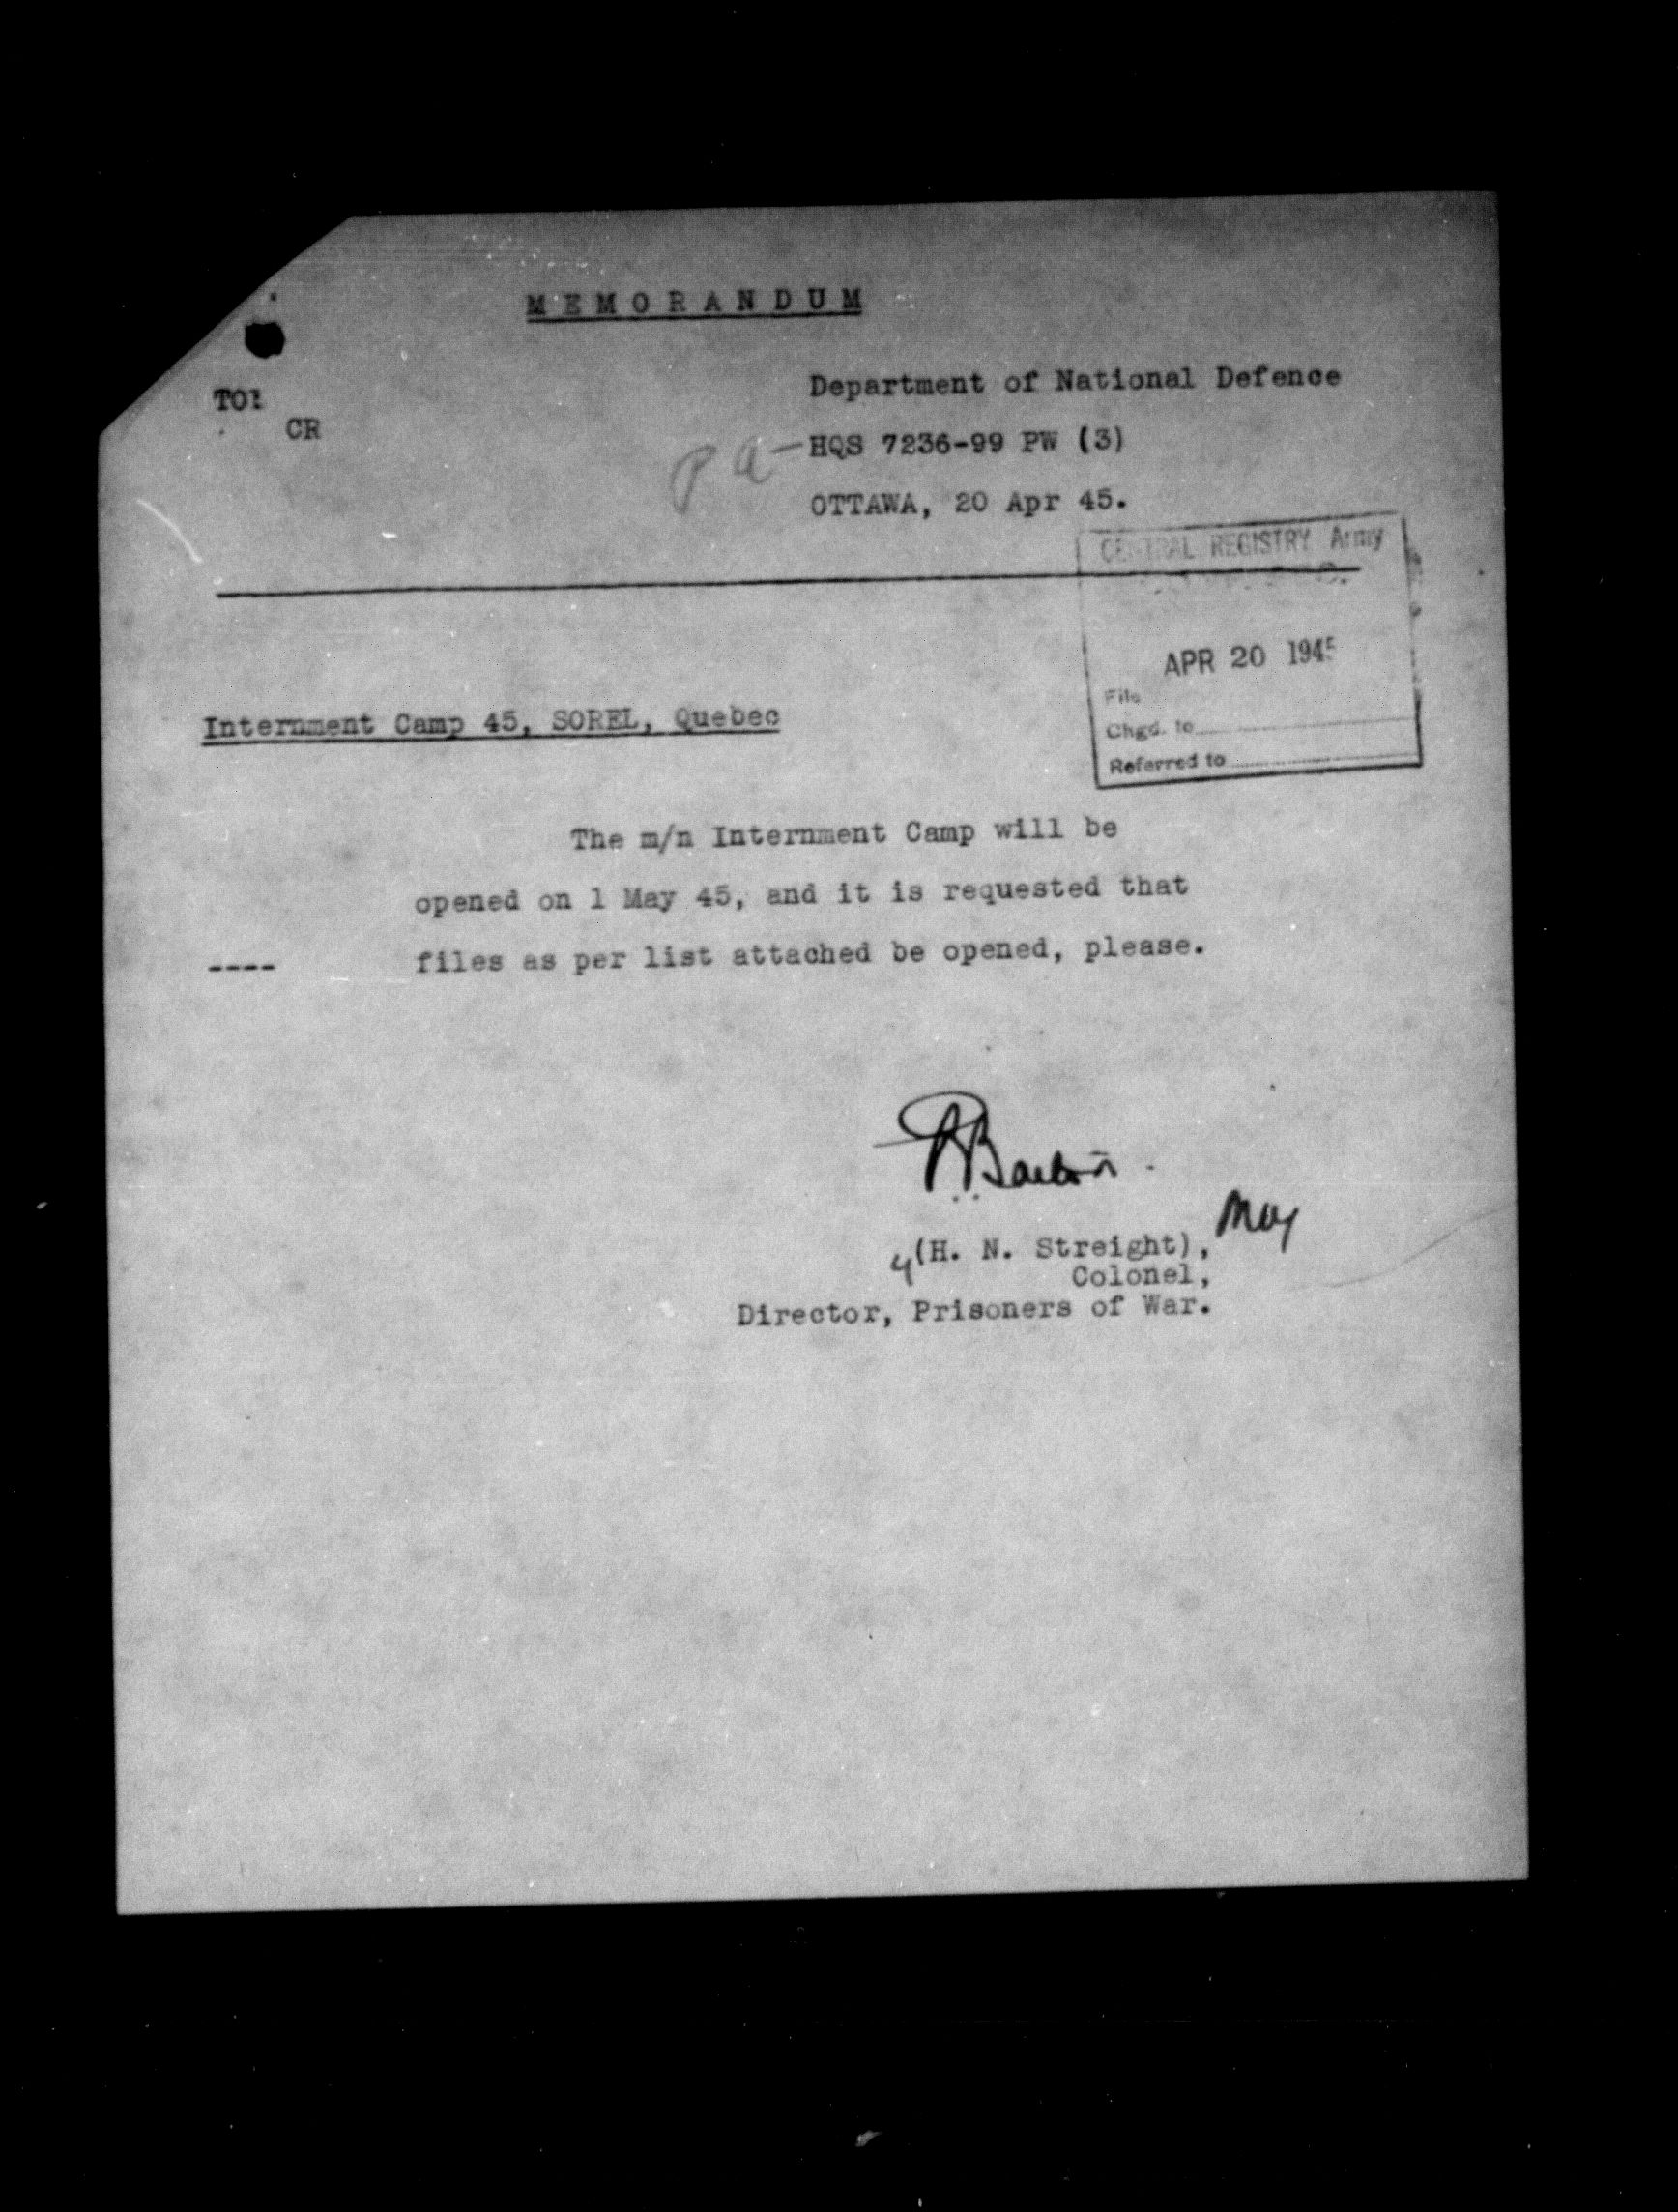 MEMORANDUM
TO:
CR
Department of National Defence
P A - HQS 7236-99 PW (3)
OTTAWA, 20 Apr 45.
CENTRAL REGISTRY Army
APR 20 1945
File
Chgd. to
Referred to
Internment Camp 45, SOREL, Quebec
The m/n Internment Camp will be
opened on 1 May 45, and it is requested that
---- files as per list attached be opened, please.
(H. N. Streight), Maj
Colonel,
Director, Prisoners of War.